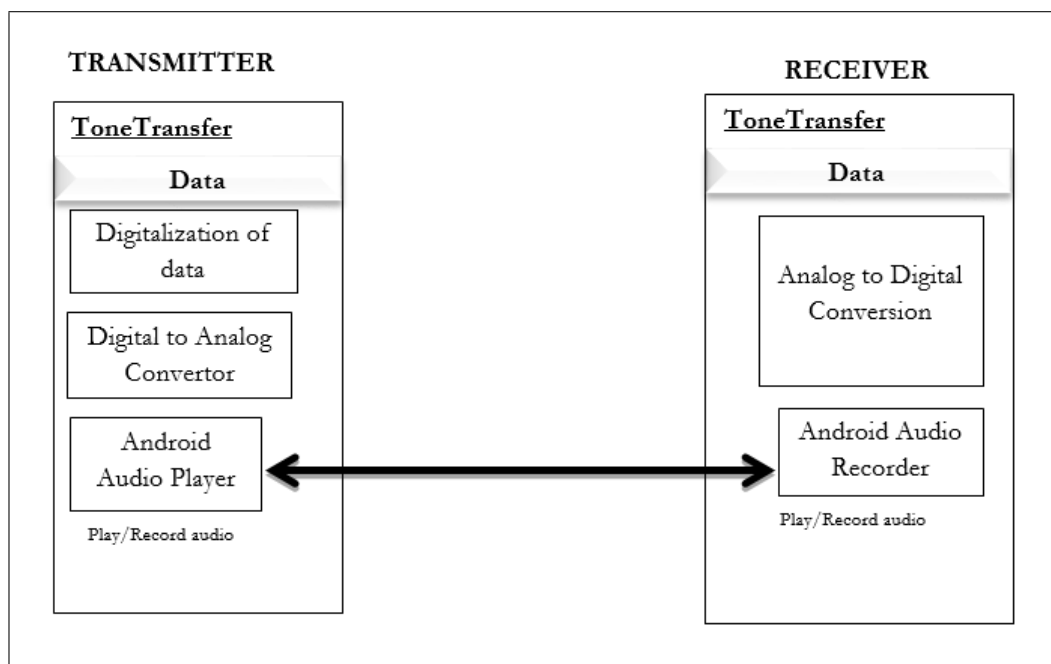 TRANSMITTER
ToneTransfer
Data
Digitalization of
data
Digital to Analog
Convertor
Android
Audio Player
Play/Record audio
RECEIVER
ToneTransfer
Data
Analog to Digital
Conversion
Android Audio
Recorder
Play/Record audio